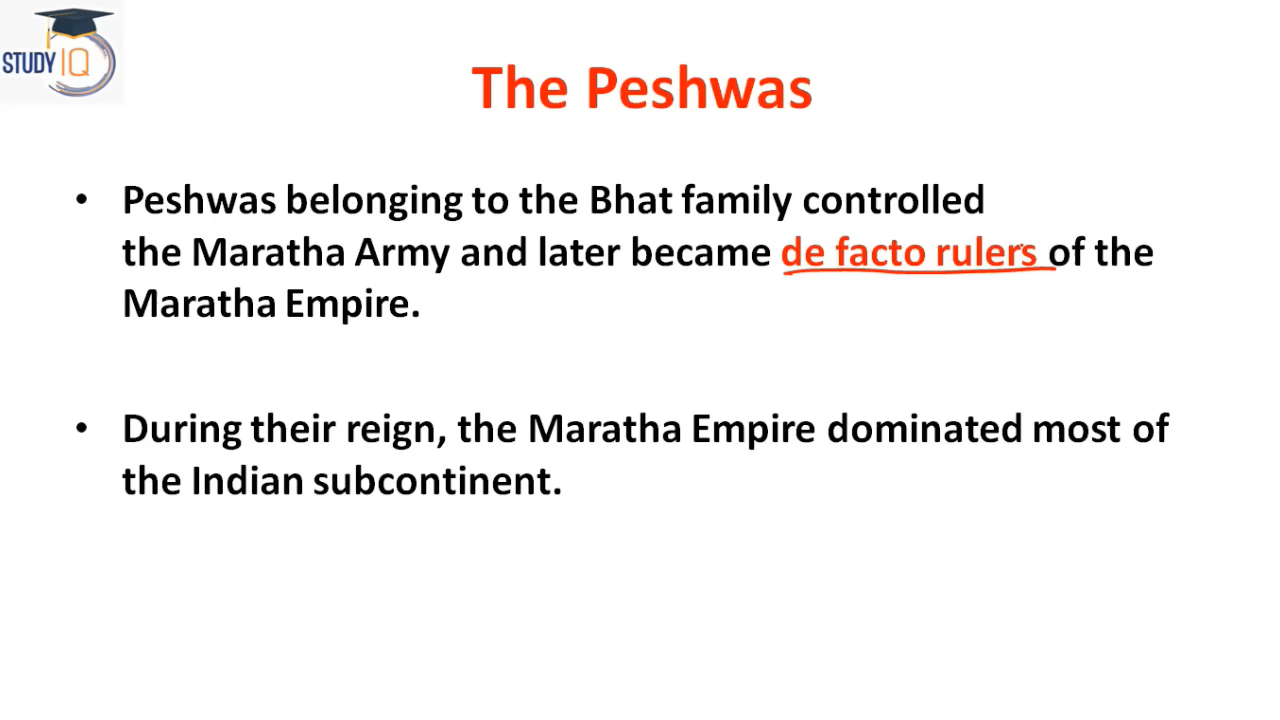 STUDY IQ
The Peshwas
• Peshwas belonging to the Bhat family controlled
the Maratha Army and later became de facto rulers of the
Maratha Empire.
• During their reign, the Maratha Empire dominated most of
the Indian subcontinent.